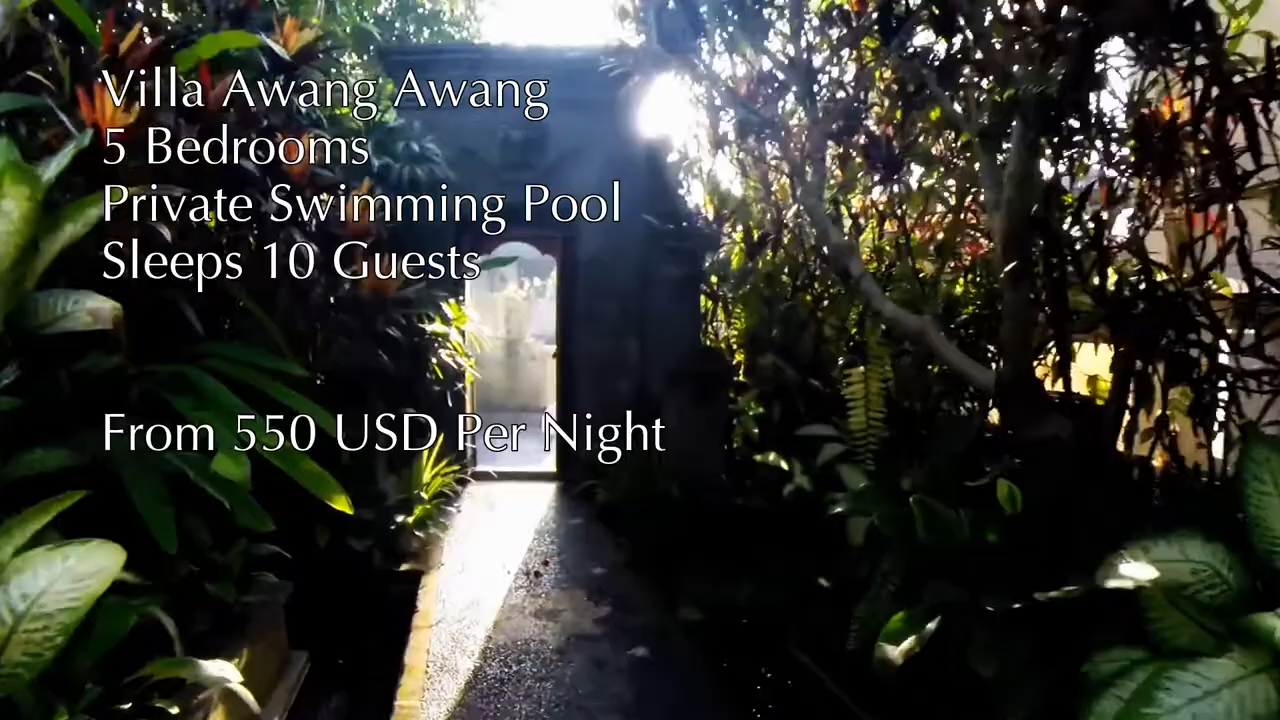 Villa Awang Awang
5 Bedrooms
Private Swimming Pool
Sleeps 10 Guests
From 550 USD Per Night